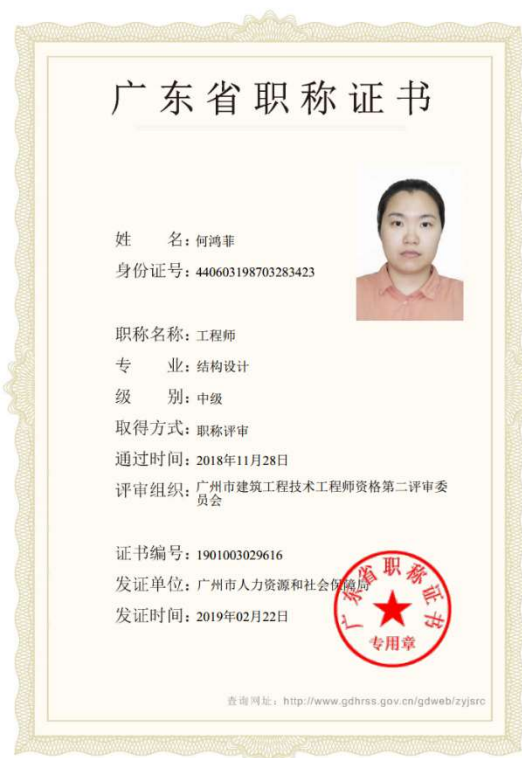 广东省职称证书
姓 名：何鸿菲
身份证号：440603198703283423
职称名称：工程师
专 业：结构设计
级 别：中级
取得方式：职称评审
通过时间：2018年11月28日
评审组织：广州市建筑工程技术工程师资格第二评审委
员会
证书编号：1901003029616
发证单位：广州市人力资源和社会保障局
发证时间：2019年02月22日
广东省职称证书
专用章
查询网址：http://www.gdhrss.gov.cn/gdweb/zyjsrc